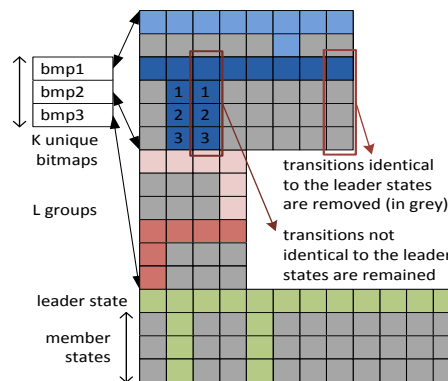 bmp1
bmp2
bmp3
K unique
bitmaps
L groups
1 1
2 2
3 3
transitions identical
to the leader states
are removed (in grey)
transitions not
identical to the leader
states are remained
leader state
member
states